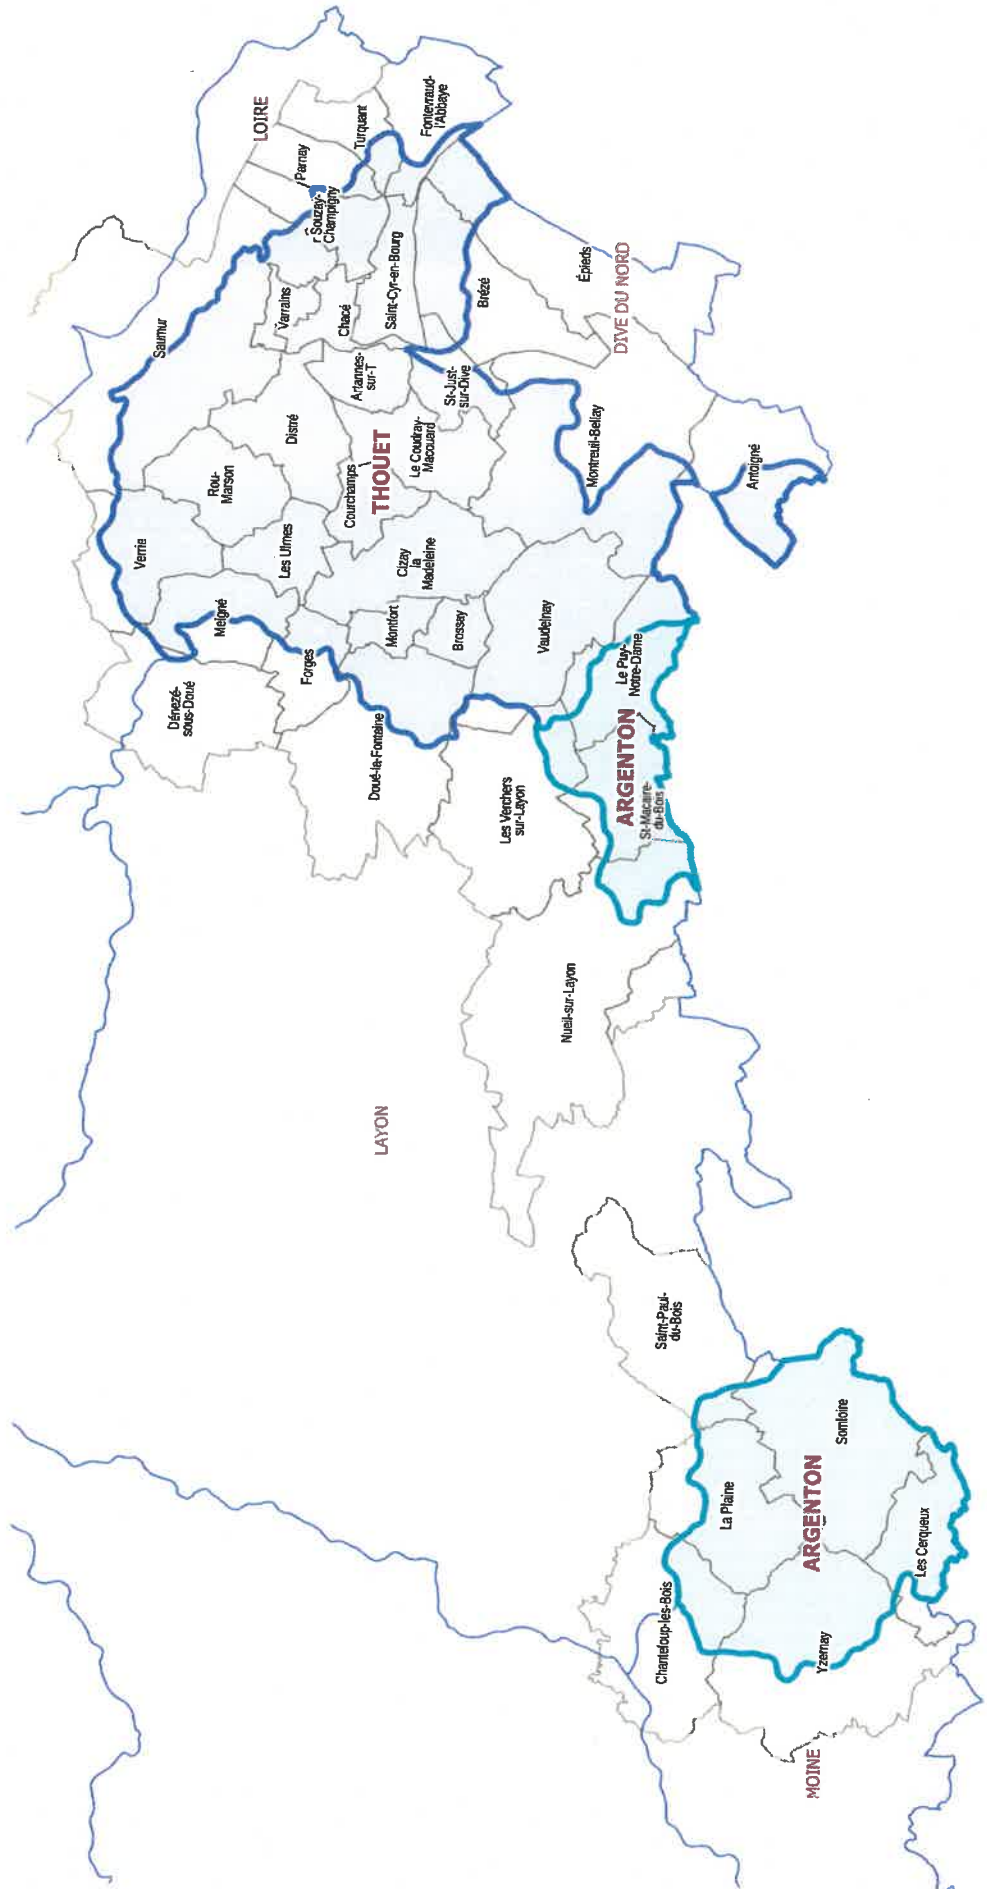 LOIRE
Fontevraud-
l'Abbaye
Turquant
Parnay
Souzay-
Champigny
Saumur
Varrains
Chacé
Saint-Cyr-en-Bourg
Brézé
Épieds
DIVE DU NORD
Artannes-
sur-T
St-Just-
sur-Dive
Distré
Rou-
Marson
Courchamps
THOUET
Le Coudray-
Macouard
Montreuil-Bellay
Antoigné
Verrie
Les Ulmes
Cizay
la
Madeleine
Meigné
Montfort
Brossay
Vaudelnay
Forges
Dénezé-
sous-Doué
Doué-la-Fontaine
Le Puy-
Notre-Dame
ARGENTON
St-Macaire-
du-Bois
Les Verchers
sur-Layon
Nueil-sur-Layon
LAYON
Saint-Paul-
du-Bois
Somloire
La Plaine
ARGENTON
Les Cerqueux
Chanteloup-les-Bois
Yzernay
MOINE